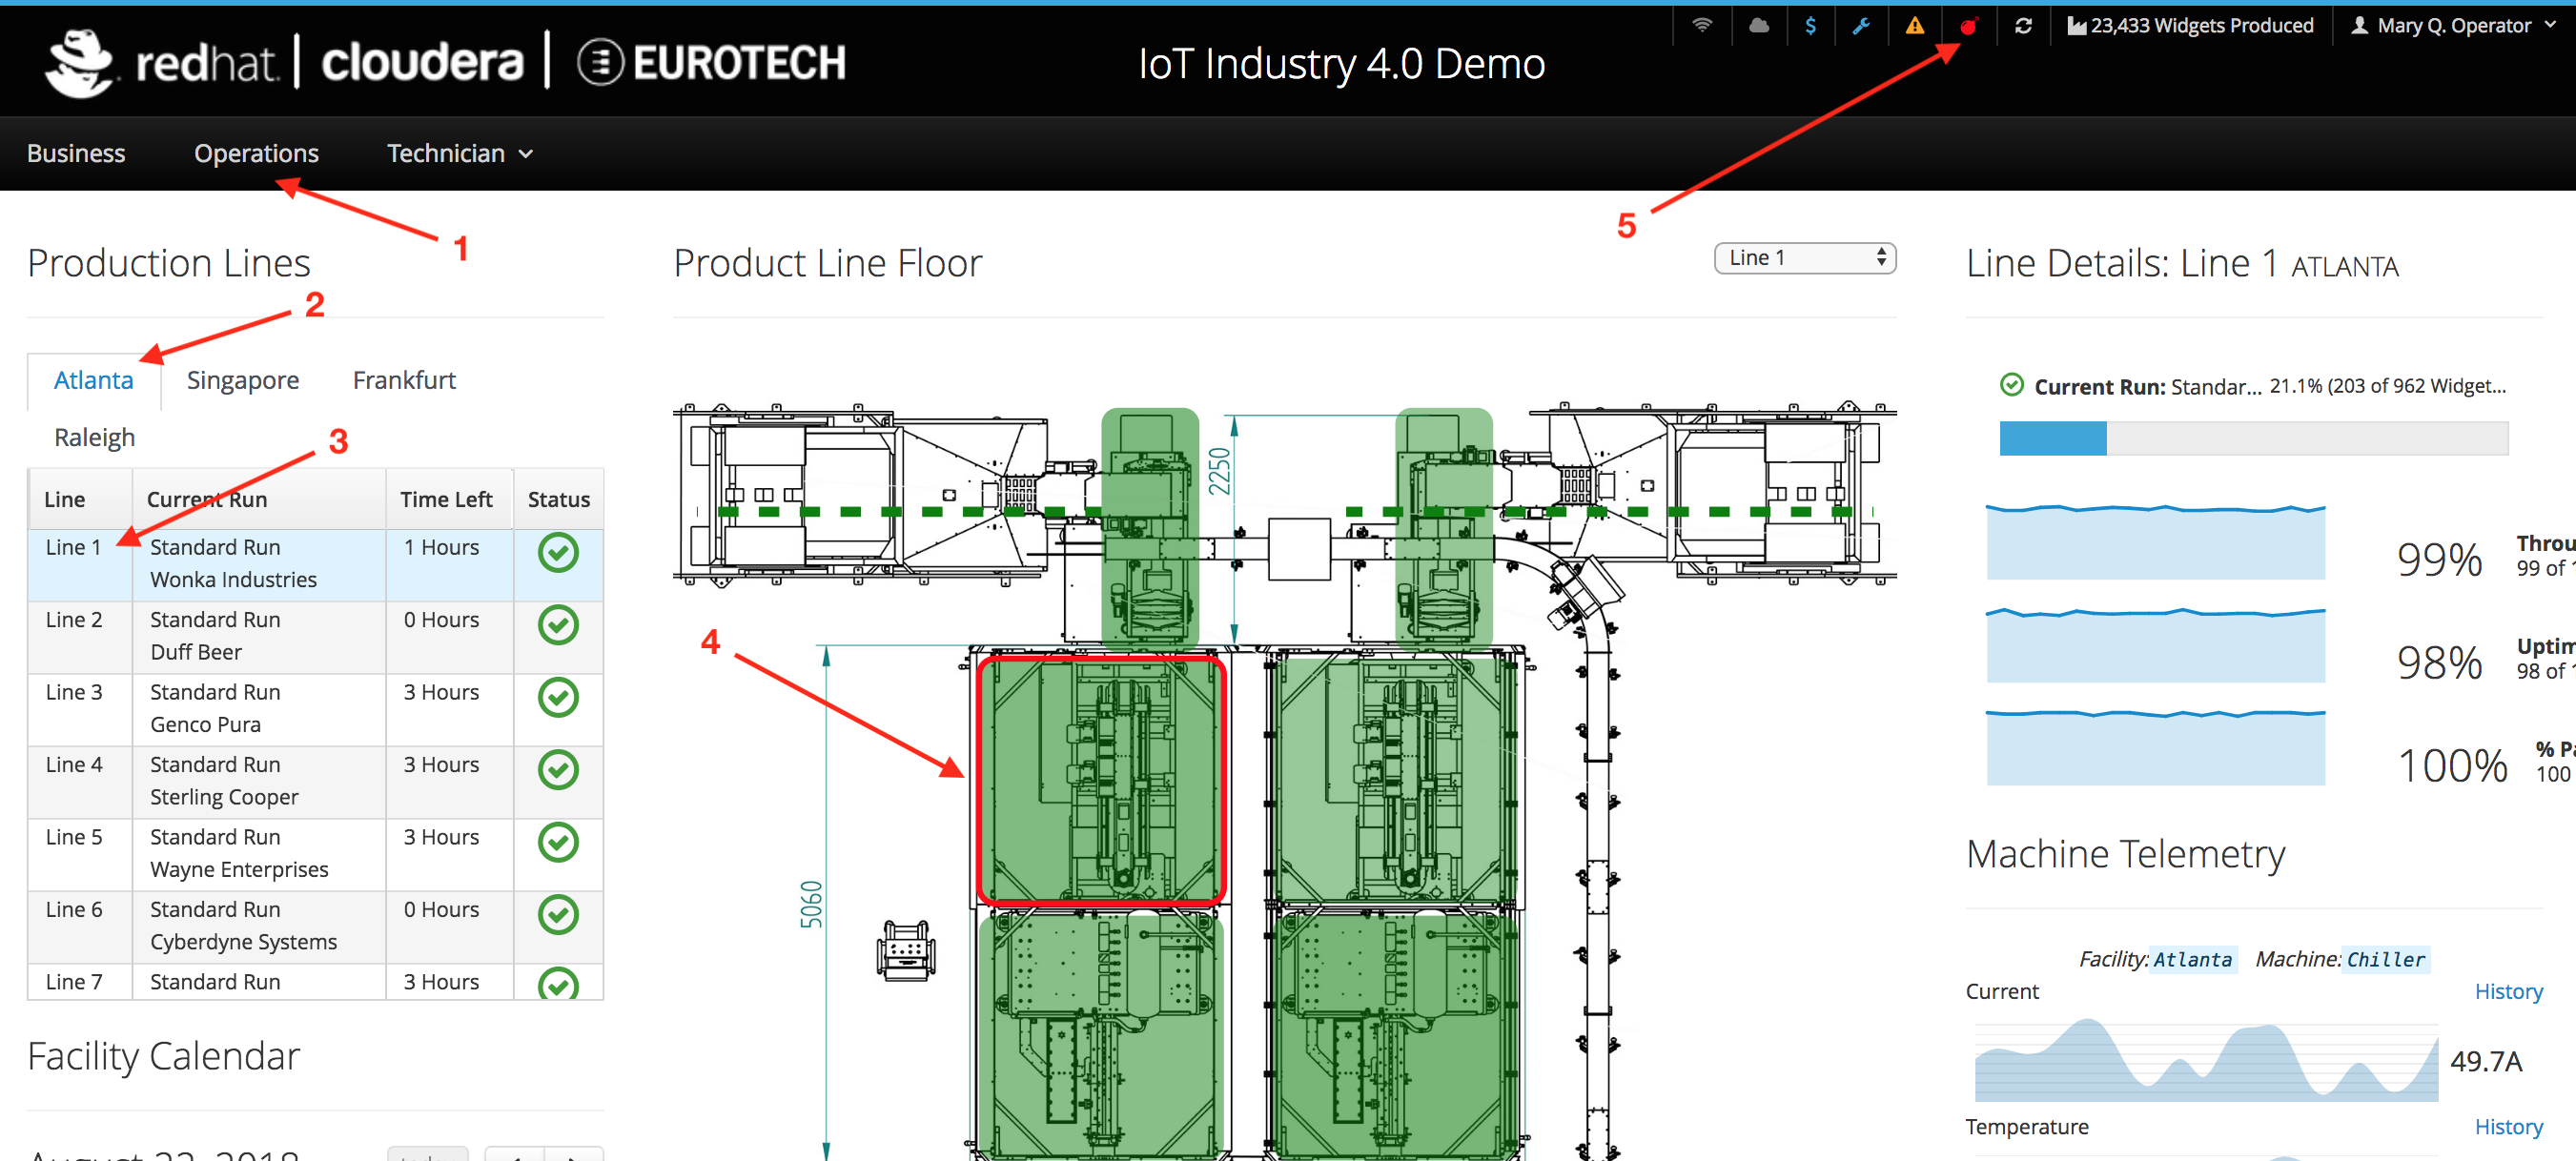 redhat. | cloudera | EUROTECH
IoT Industry 4.0 Demo
23,433 Widgets Produced
Mary Q. Operator
Business
Operations
Technician
1
2
3
4
5
Production Lines
Atlanta
Singapore
Frankfurt
Raleigh
Line Current Run Time Left Status
Line 1 Standard Run 1 Hours
Wonka Industries
Line 2 Standard Run 0 Hours
Duff Beer
Line 3 Standard Run 3 Hours
Genco Pura
Line 4 Standard Run 3 Hours
Sterling Cooper
Line 5 Standard Run 3 Hours
Wayne Enterprises
Line 6 Standard Run 0 Hours
Cyberdyne Systems
Line 7 Standard Run 3 Hours
Facility Calendar
August 22, 2018
Product Line Floor
Line 1
2250
5060
Line Details: Line 1 ATLANTA
Current Run: Standar... 21.1% (203 of 962 Widget...
99%
99 of
98%
98 of
100%
100
Machine Telemetry
Facility: Atlanta Machine: Chiller
Current History
49.7A
Temperature History